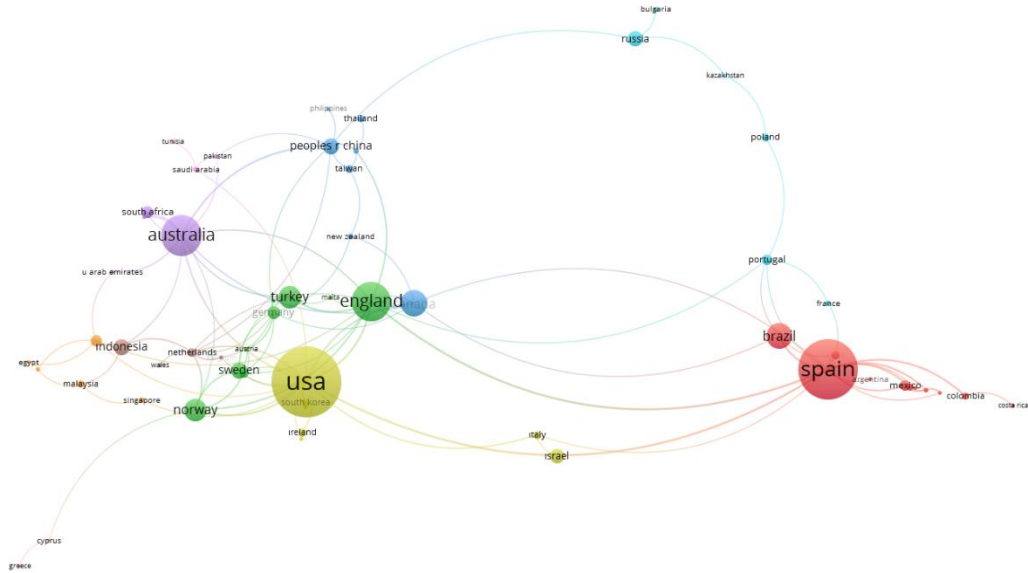 bulgaria
russia
kazakhstan
philippines
thailand
poland
tunisia
peoples r china
pakistan
saudi arabia
taiwan
south africa
australia
new zealand
portugal
u arab emirates
turkey
malta
england
canada
france
germany
brazil
indonesia
netherlands
austria
egypt
wales
sweden
spain
usa
argentina
malaysia
mexico
singapore
south korea
colombia
norway
costa rica
ireland
italy
israel
cyprus
greece